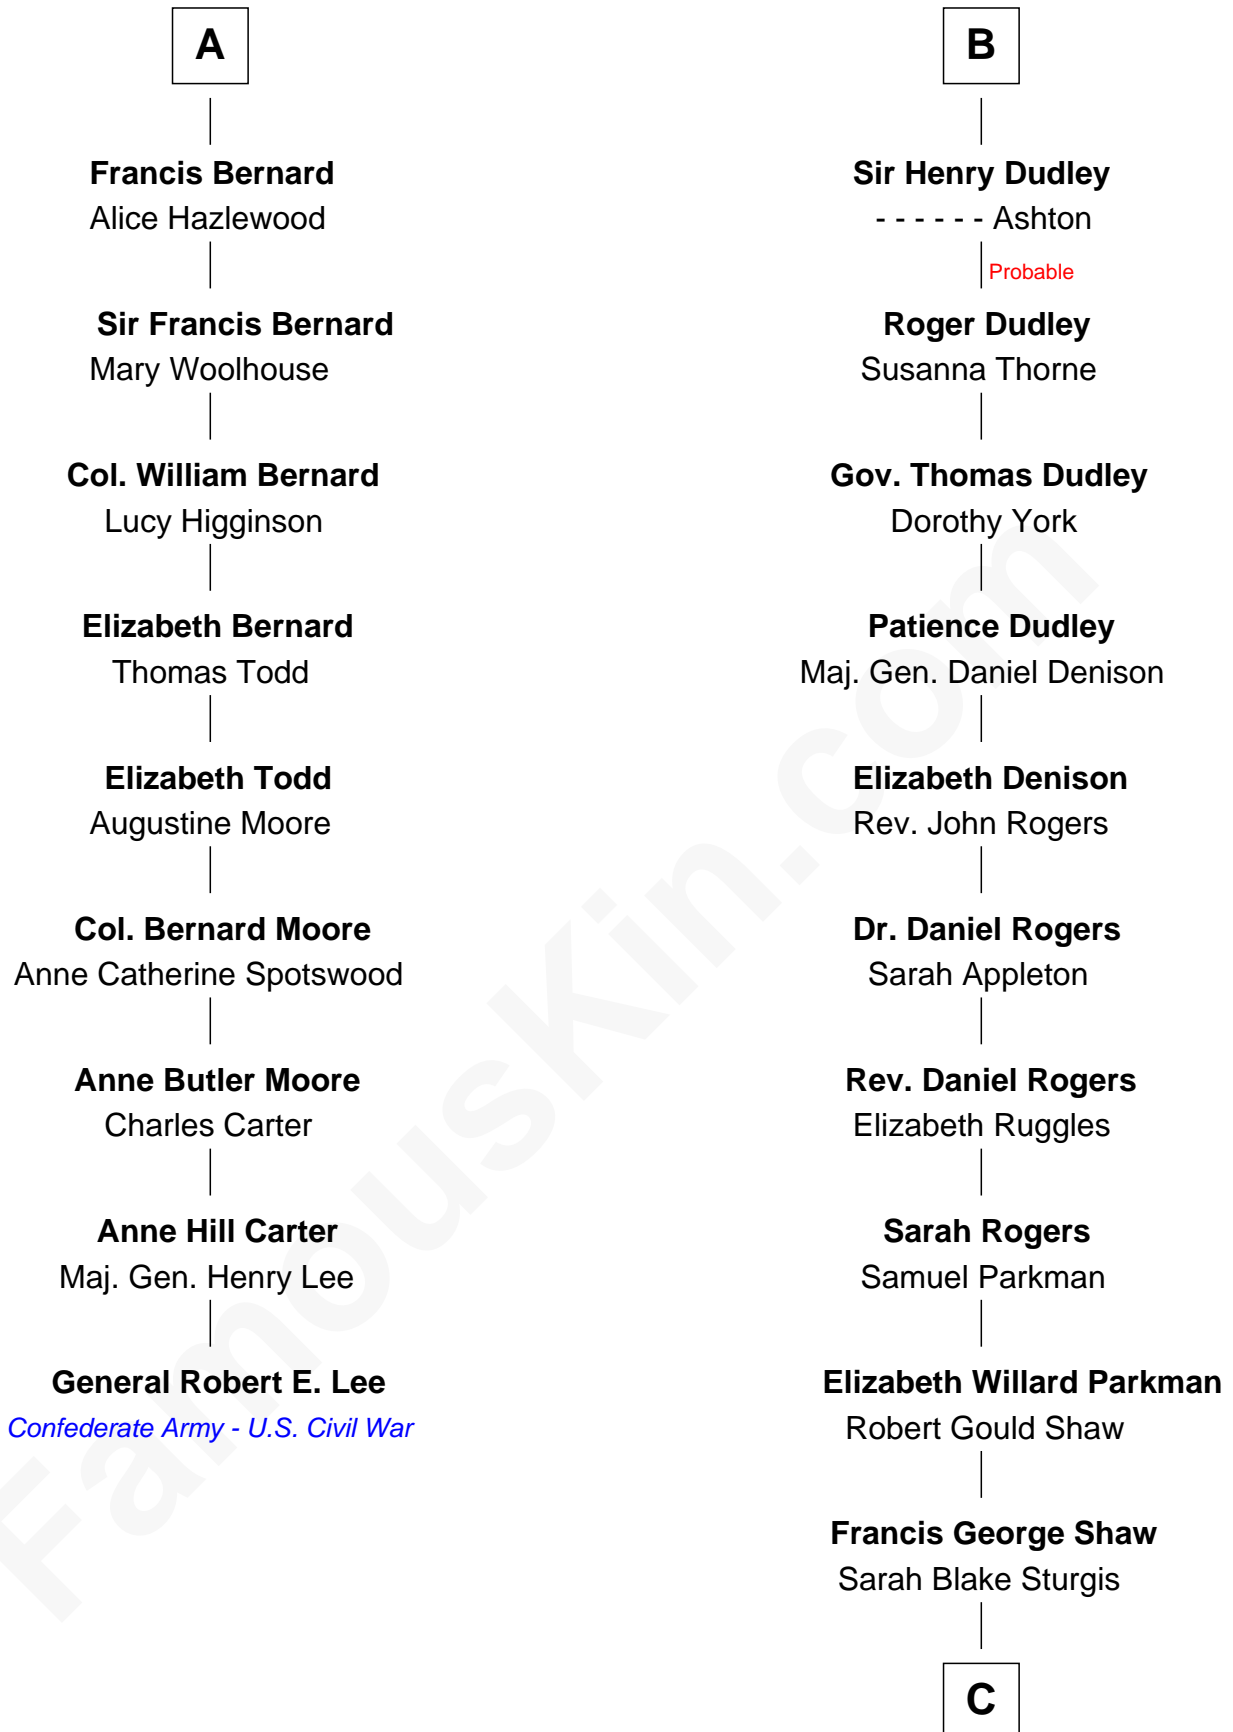 A
Francis Bernard
Alice Hazlewood
Sir Francis Bernard
Mary Woolhouse
Col. William Bernard
Lucy Higginson
Elizabeth Bernard
Thomas Todd
Elizabeth Todd
Augustine Moore
Col. Bernard Moore
Anne Catherine Spotswood
Anne Butler Moore
Charles Carter
Anne Hill Carter
Maj. Gen. Henry Lee
General Robert E. Lee
Confederate Army - U.S. Civil War
B
Sir Henry Dudley
- - - - - - Ashton
Probable
Roger Dudley
Susanna Thorne
Gov. Thomas Dudley
Dorothy York
Patience Dudley
Maj. Gen. Daniel Denison
Elizabeth Denison
Rev. John Rogers
Dr. Daniel Rogers
Sarah Appleton
Rev. Daniel Rogers
Elizabeth Ruggles
Sarah Rogers
Samuel Parkman
Elizabeth Willard Parkman
Robert Gould Shaw
Francis George Shaw
Sarah Blake Sturgis
C
FamousKin.com